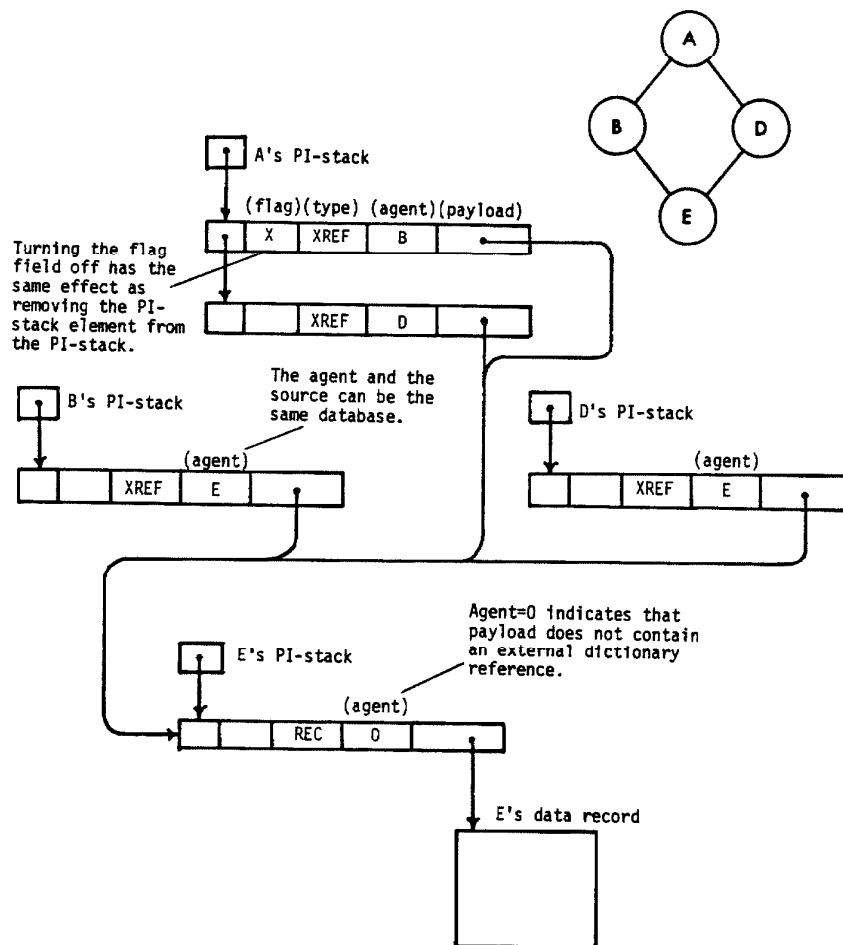 A
B
D
E
A's PI-stack
(flag)(type) (agent)(payload)
X XREF B
Turning the flag
field off has the
same effect as
removing the PI-
stack element from
the PI-stack.
XREF D
The agent and the
source can be the
same database.
B's PI-stack
D's PI-stack
(agent)
(agent)
XREF E
XREF E
Agent=0 indicates that
payload does not contain
an external dictionary
reference.
E's PI-stack
(agent)
REC 0
E's data record